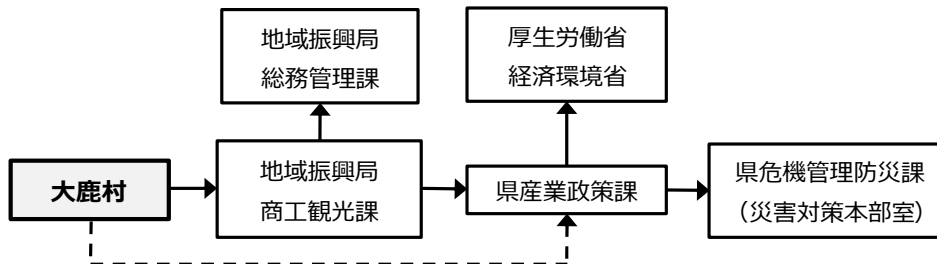 地域振興局
総務管理課
厚生労働省
経済環境省
大鹿村
地域振興局
商工観光課
県産業政策課
県危機管理防災課
（災害対策本部室）